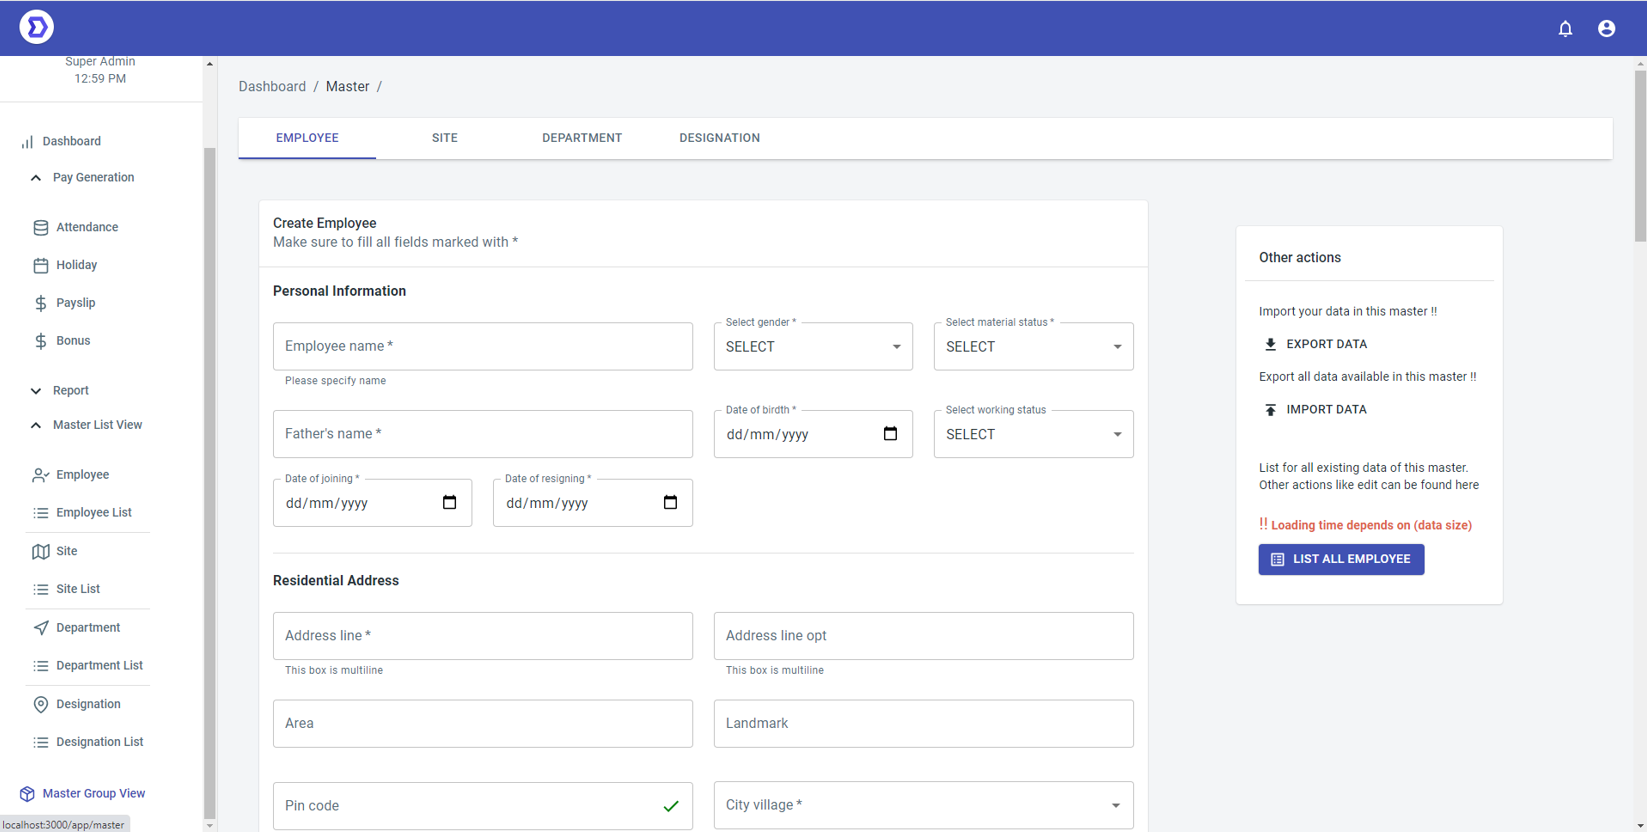 Super Admin
12:59 PM
Dashboard
Pay Generation
Attendance
Holiday
Payslip
Bonus
Report
Master List View
Employee
Employee List
Site
Site List
Department
Department List
Designation
Designation List
Master Group View
localhost:3000/app/master
Dashboard / Master /
EMPLOYEE SITE DEPARTMENT DESIGNATION
Create Employee
Make sure to fill all fields marked with *
Personal Information
Employee name *
Please specify name
Select gender *
SELECT
Select material status *
SELECT
Father's name *
Date of birdth *
dd/mm/yyyy
Select working status
SELECT
Date of joining *
dd/mm/yyyy
Date of resigning *
dd/mm/yyyy
Residential Address
Address line *
This box is multiline
Address line opt
This box is multiline
Area
Landmark
Pin code
City village *
Other actions
Import your data in this master !!
EXPORT DATA
Export all data available in this master !!
IMPORT DATA
List for all existing data of this master.
Other actions like edit can be found here
!! Loading time depends on (data size)
LIST ALL EMPLOYEE